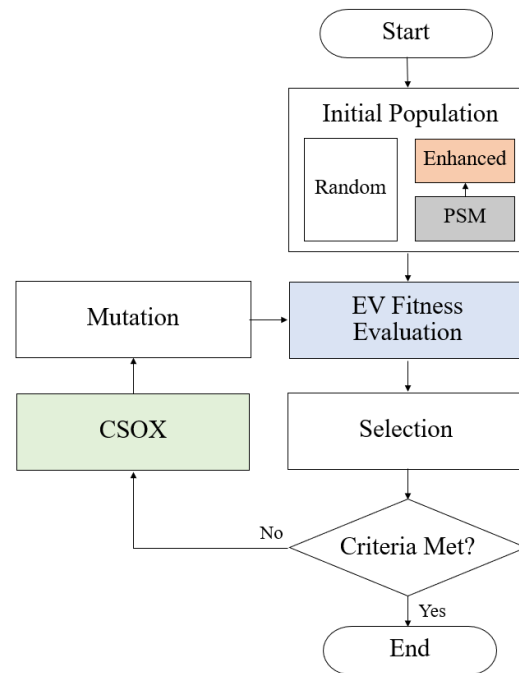 Start
Initial Population
Random
Enhanced
PSM
EV Fitness
Evaluation
Mutation
CSOX
Selection
No
Criteria Met?
Yes
End